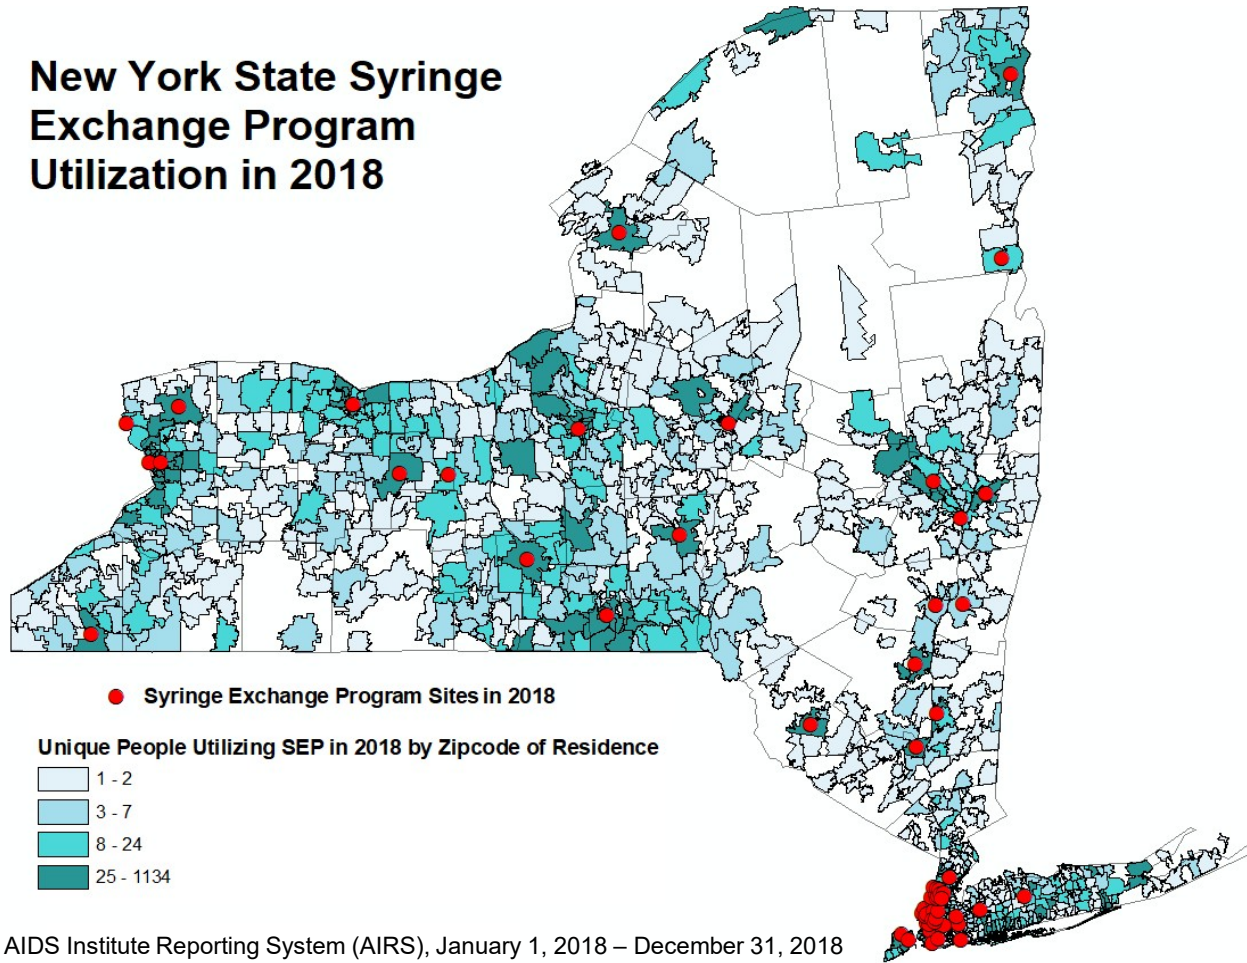 New York State Syringe
Exchange Program
Utilization in 2018
Syringe Exchange Program Sites in 2018
Unique People Utilizing SEP in 2018 by Zipcode of Residence
1 - 2
3 - 7
8 - 24
25 - 1134
AIDS Institute Reporting System (AIRS), January 1, 2018 – December 31, 2018